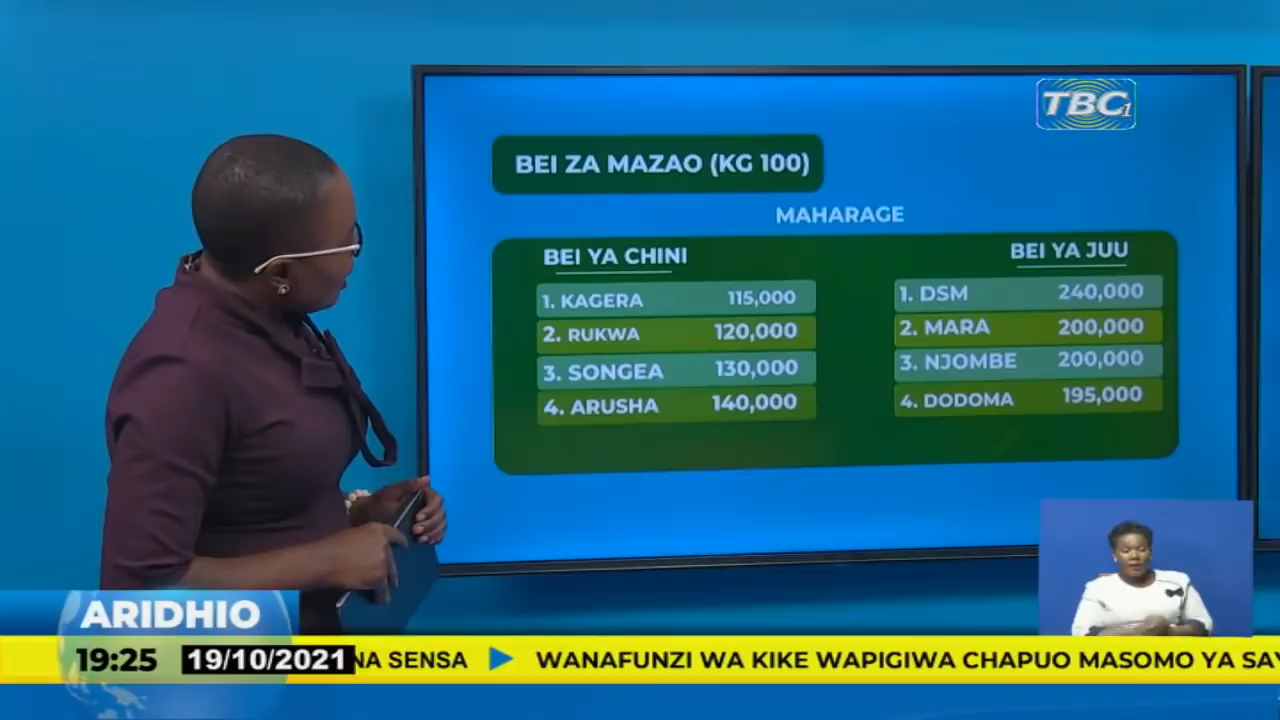 TBC1
BEI ZA MAZAO (KG 100)
MAHARAGE
BEI YA CHINI
1. KAGERA 115,000
2. RUKWA 120,000
3. SONGEA 130,000
4. ARUSHA 140,000
BEI YA JUU
1. DSM 240,000
2. MARA 200,000
3. NJOMBE 200,000
4. DODOMA 195,000
ARIDHIO
19:25 19/10/2021 NA SENSA WANAFUNZI WA KIKE WAPIGIWA CHAPUO MASOMO YA